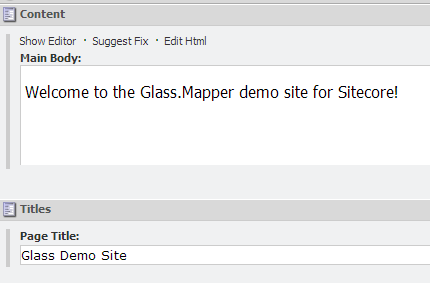 Content
Show Editor · Suggest Fix · Edit Html
Main Body:
Welcome to the Glass.Mapper demo site for Sitecore!
Titles
Page Title:
Glass Demo Site